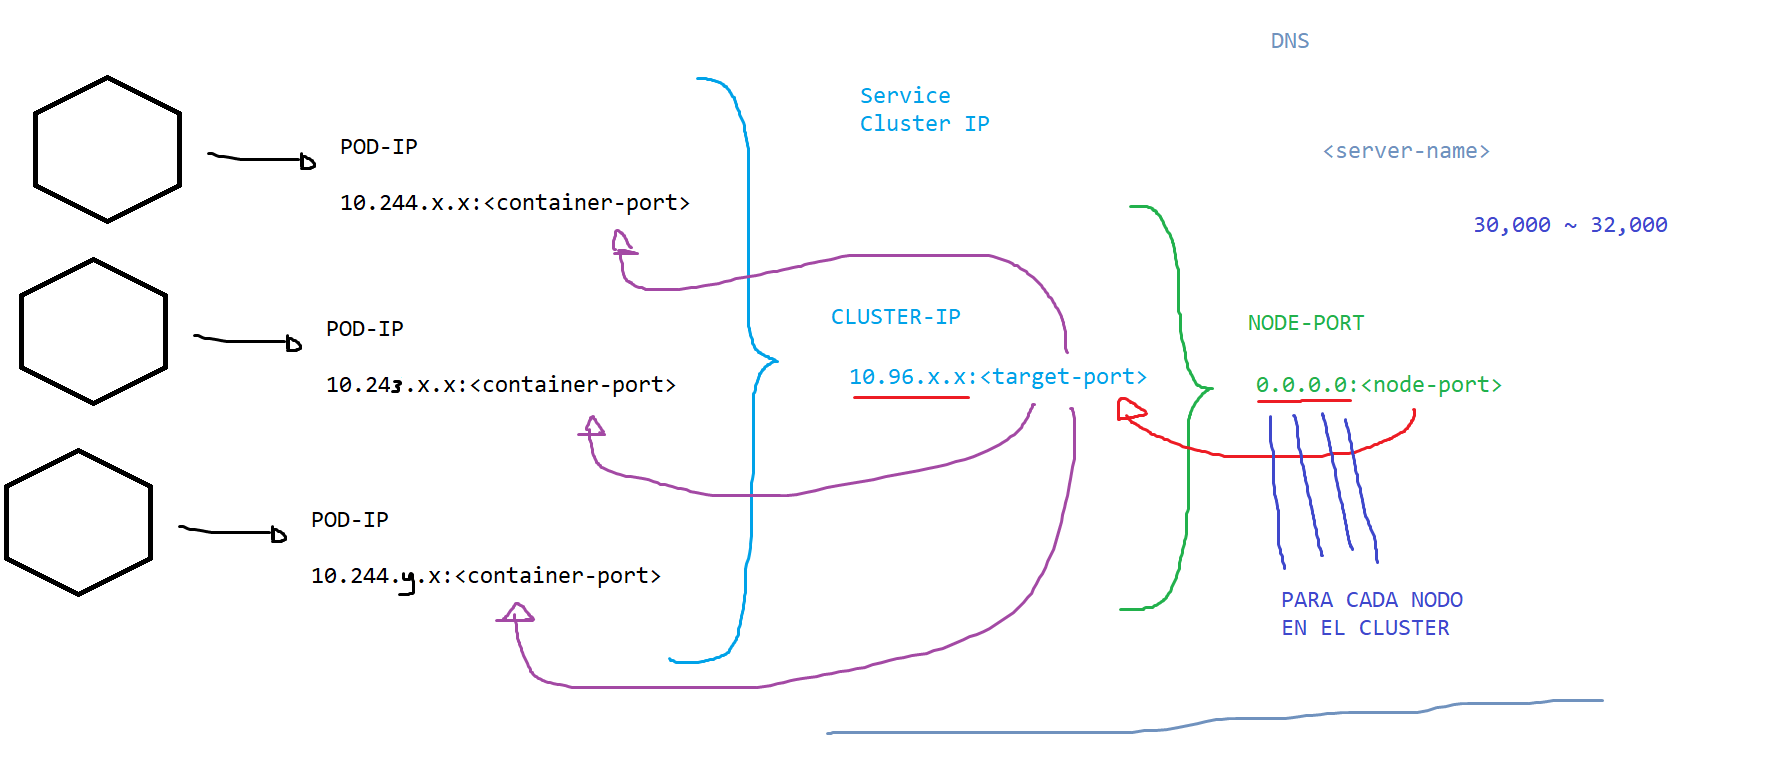 DNS
Service
Cluster IP
POD-IP
<server-name>
10.244.x.x:<container-port>
30,000 ~ 32,000
CLUSTER-IP
NODE-PORT
POD-IP
10.96.x.x:<target-port>
10.243.x.x:<container-port>
0.0.0.0:<node-port>
POD-IP
10.244.y.x:<container-port>
PARA CADA NODO
EN EL CLUSTER